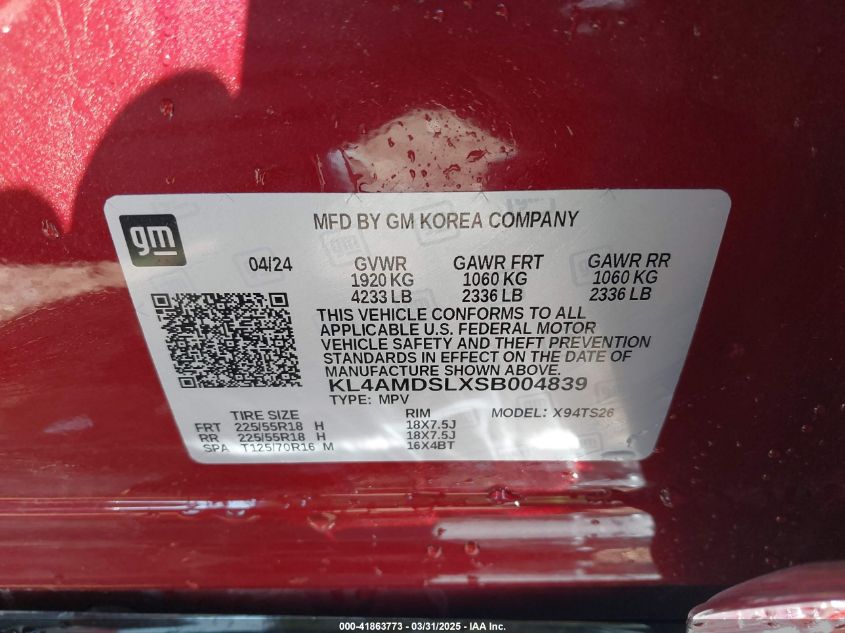 gm
MFD BY GM KOREA COMPANY
04/24 GVWR GAWR FRT GAWR RR
1920 KG 1060 KG 1060 KG
4233 LB 2336 LB 2336 LB
THIS VEHICLE CONFORMS TO ALL
APPLICABLE U.S. FEDERAL MOTOR
VEHICLE SAFETY AND THEFT PREVENTION
STANDARDS IN EFFECT ON THE DATE OF
MANUFACTURE SHOWN ABOVE.
KL4AMDSLXSB004839
TYPE: MPV
TIRE SIZE RIM MODEL: X94TS26
FRT 225/55R18 H 18X7.5J
RR 225/55R18 H 18X7.5J
SPA T125/70R16 M 16X4BT
000-41863773 - 03/31/2025 - IAA Inc.